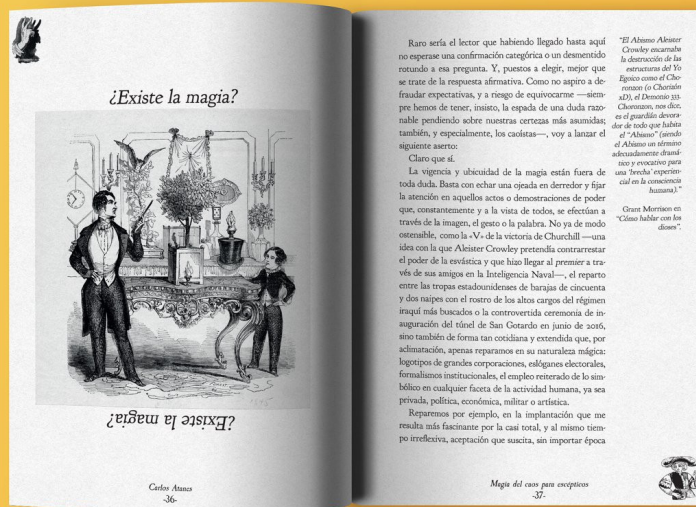 ¿Existe la magia?
¿Existe la magia?
Carlos Atanes
-36-
Raro sería el lector que habiendo llegado hasta aquí
no esperase una confirmación categórica o un desmentido
rotundo a esa pregunta. Y, puestos a elegir, mejor que
se trate de la respuesta afirmativa. Como no aspiro a de-
fraudar expectativas, y a riesgo de equivocarme —siem-
pre hemos de tener, insisto, la espada de una duda razo-
nable pendiendo sobre nuestras certezas más asumidas;
también, y especialmente, los caoístas—, voy a lanzar el
siguiente aserto:
Claro que sí.
La vigencia y ubicuidad de la magia están fuera de
toda duda. Basta con echar una ojeada en derredor y fijar
la atención en aquellos actos o demostraciones de poder
que, constantemente y a la vista de todos, se efectúan a
través de la imagen, el gesto o la palabra. No ya de modo
ostensible, como la «V» de la victoria de Churchill —una
idea con la que Aleister Crowley pretendía contrarrestar
el poder de la esvástica y que hizo llegar al premier a tra-
vés de sus amigos en la Inteligencia Naval—, el reparto
entre las tropas estadounidenses de barajas de cincuenta
y dos naipes con el rostro de los altos cargos del régimen
iraquí más buscados o la controvertida ceremonia de in-
auguración del túnel de San Gotardo en junio de 2016,
sino también de forma tan cotidiana y extendida que, por
aclimatación, apenas reparamos en su naturaleza mágica:
logotipos de grandes corporaciones, eslóganes electorales,
formalismos institucionales, el empleo reiterado de lo sim-
bólico en cualquier faceta de la actividad humana, ya sea
privada, política, económica, militar o artística.
Reparemos por ejemplo, en la implantación que me
resulta más fascinante por la casi total, y al mismo tiem-
po irreflexiva, aceptación que suscita, sin importar época
"El Abismo Aleister
Crowley encarnaba
la destrucción de las
estructuras del Yo
Egoico como el Cho-
ronzon (o Chorizón
xD), el Demonio 333.
Choronzon, nos dice,
es el guardián devora-
dor de todo que habita
el "Abismo" (siendo
el Abismo un término
adecuadamente dramá-
tico y evocativo para
una 'brecha' experien-
cial en la consciencia
humana)."
Grant Morrison en
"Cómo hablar con los
dioses".
Magia del caos para escépticos
-37-